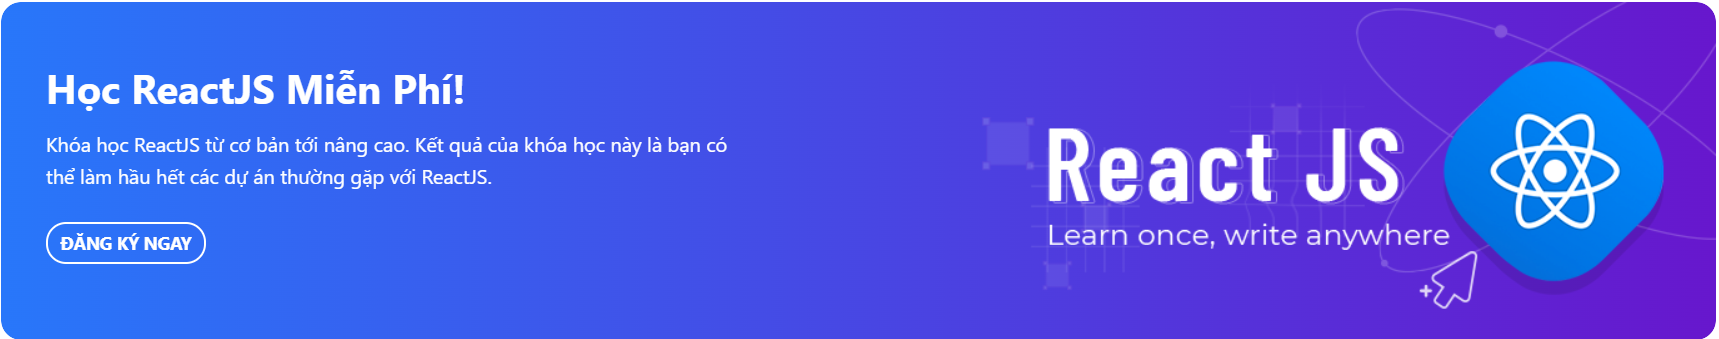 Học ReactJS Miễn Phí!
Khóa học ReactJS từ cơ bản tới nâng cao. Kết quả của khóa học này là bạn có
thể làm hầu hết các dự án thường gặp với ReactJS.
ĐĂNG KÝ NGAY
React JS
Learn once, write anywhere